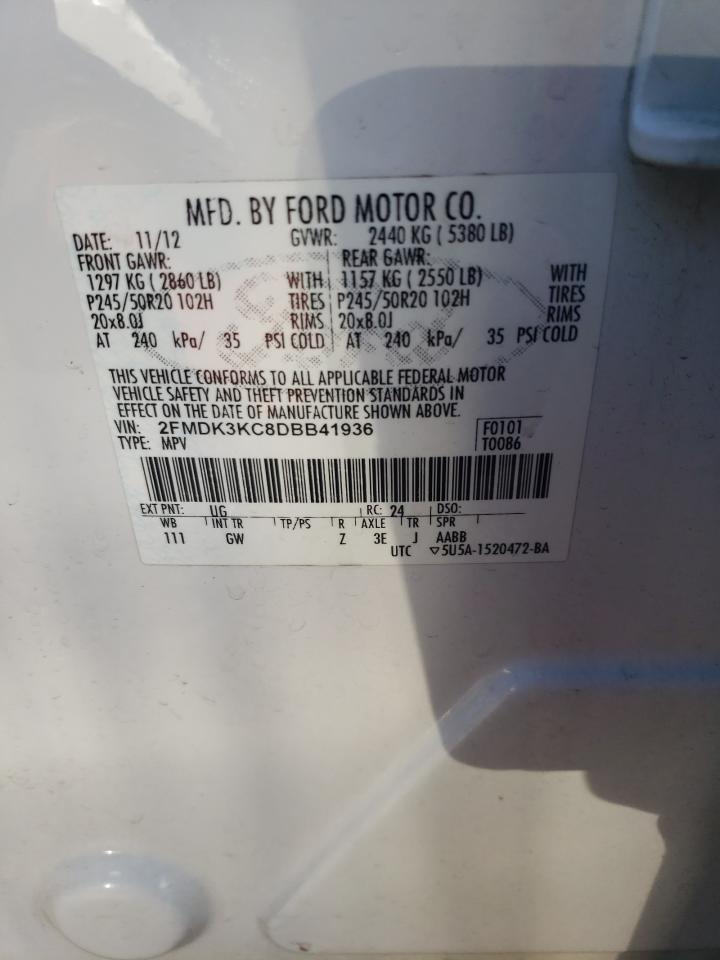 MFD. BY FORD MOTOR CO.
DATE: 11/12 GVWR: 2440 KG ( 5380 LB)
FRONT GAWR: REAR GAWR:
1297 KG ( 2860 LB) WITH 1157 KG ( 2550 LB) WITH
P245/50R20 102H TIRES P245/50R20 102H TIRES
20x8.0J RIMS 20x8.0J RIMS
AT 240 kPa/ 35 PSI COLD AT 240 kPa/ 35 PSI COLD
THIS VEHICLE CONFORMS TO ALL APPLICABLE FEDERAL MOTOR
VEHICLE SAFETY AND THEFT PREVENTION STANDARDS IN
EFFECT ON THE DATE OF MANUFACTURE SHOWN ABOVE.
VIN: 2FMDK3KC8DBB41936 F0101
TYPE: MPV T0086
EXT PNT: UG RC: 24 DSO:
WB INT TR TP/PS R AXLE TR SPR
111 GW Z 3E J AABB
UTC ▽5U5A-1520472-BA